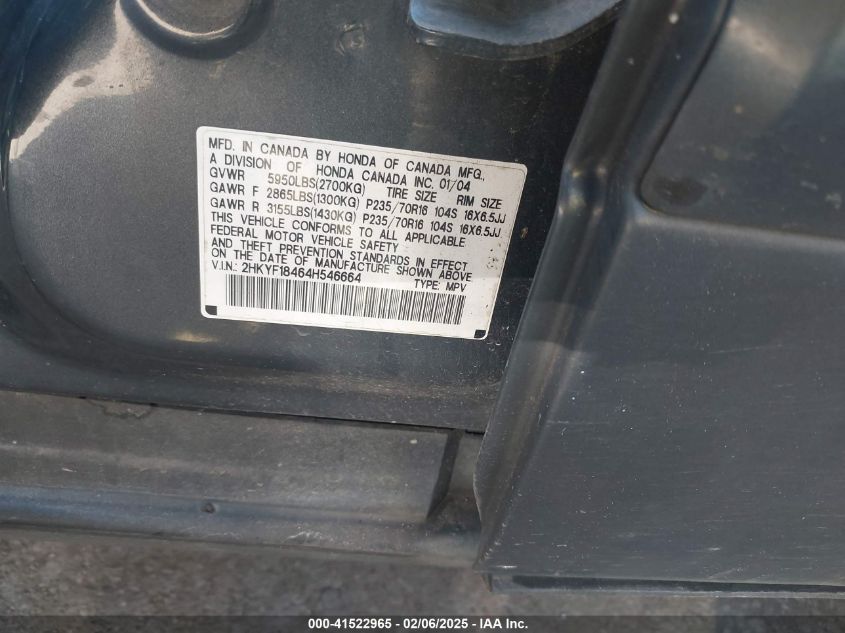 MFD. IN CANADA BY HONDA OF CANADA MFG.,
A DIVISION OF HONDA CANADA INC. 01/04
GVWR 5950LBS(2700KG) TIRE SIZE RIM SIZE
GAWR F 2865LBS(1300KG) P235/70R16 104S 16X6.5JJ
GAWR R 3155LBS(1430KG) P235/70R16 104S 16X6.5JJ
THIS VEHICLE CONFORMS TO ALL APPLICABLE
FEDERAL MOTOR VEHICLE SAFETY
AND THEFT PREVENTION STANDARDS IN EFFECT
ON THE DATE OF MANUFACTURE SHOWN ABOVE
V.I.N.: 2HKYF18464H546664
TYPE: MPV
000-41522965 - 02/06/2025 - IAA Inc.